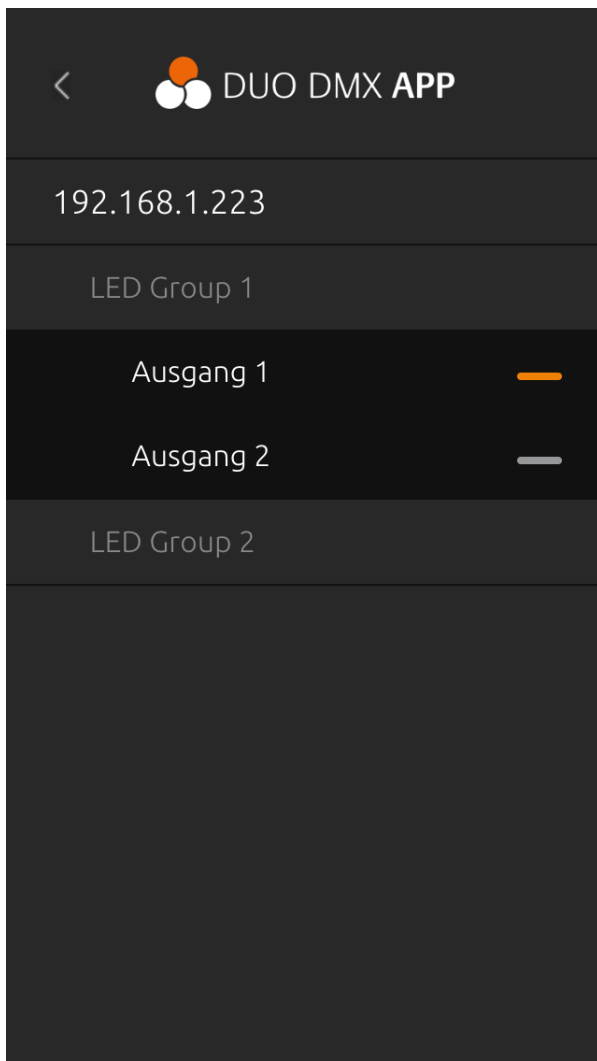 DUO DMX APP
192.168.1.223
LED Group 1
Ausgang 1
Ausgang 2
LED Group 2